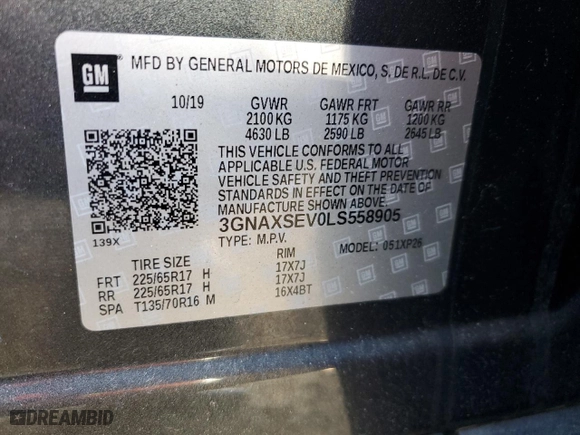 GM
MFD BY GENERAL MOTORS DE MEXICO, S. DE R.L. DE C.V.
10/19 GVWR GAWR FRT GAWR RR
2100 KG 1175 KG 1200 KG
4630 LB 2590 LB 2645 LB
THIS VEHICLE CONFORMS TO ALL
APPLICABLE U.S. FEDERAL MOTOR
VEHICLE SAFETY AND THEFT PREVENTION
STANDARDS IN EFFECT ON THE DATE OF
MANUFACTURE SHOWN ABOVE.
3GNAXSEV0LS558905
139X
TYPE: M.P.V. MODEL: 051XP26
TIRE SIZE RIM
FRT 225/65R17 H 17X7J
RR 225/65R17 H 17X7J
SPA T135/70R16 M 16X4BT
DREAMBID